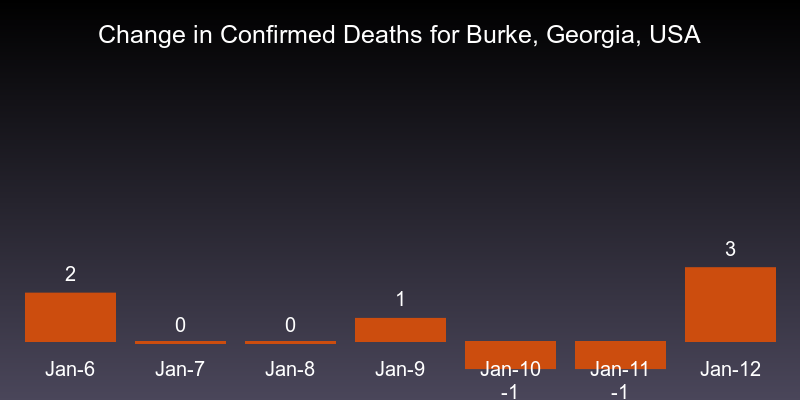 Change in Confirmed Deaths for Burke, Georgia, USA
3
2
1
0
0
Jan-6
Jan-7
Jan-8
Jan-9
Jan-10
Jan-11
Jan-12
-1
-1